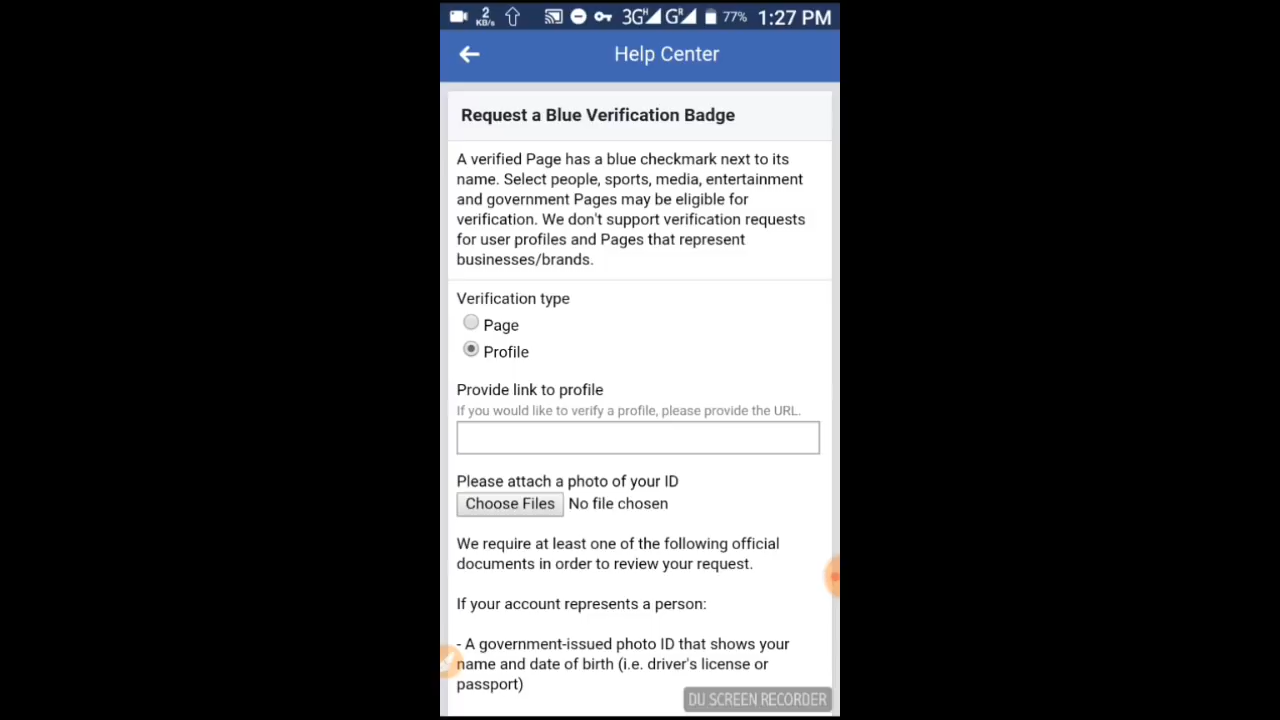 2
KB/s
3G H G R 77% 1:27 PM
Help Center
Request a Blue Verification Badge
A verified Page has a blue checkmark next to its
name. Select people, sports, media, entertainment
and government Pages may be eligible for
verification. We don't support verification requests
for user profiles and Pages that represent
businesses/brands.
Verification type
Page
Profile
Provide link to profile
If you would like to verify a profile, please provide the URL.
Please attach a photo of your ID
Choose Files No file chosen
We require at least one of the following official
documents in order to review your request.
If your account represents a person:
- A government-issued photo ID that shows your
name and date of birth (i.e. driver's license or
passport)
DU SCREEN RECORDER